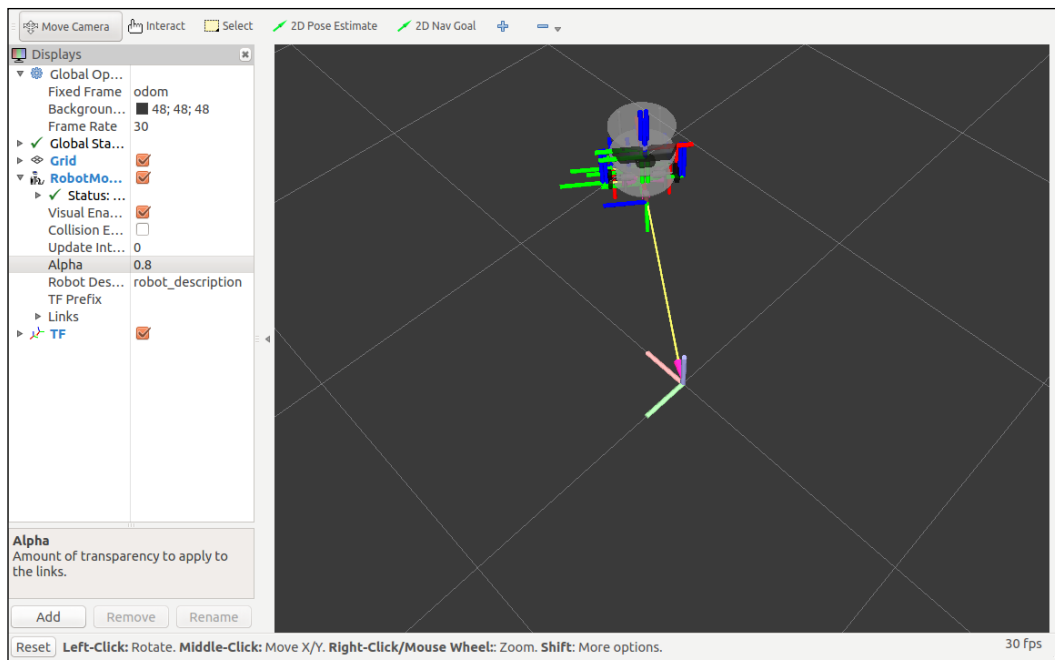 Move Camera Interact Select 2D Pose Estimate 2D Nav Goal
Displays
Global Op...
Fixed Frame odom
Backgroun... 48; 48; 48
Frame Rate 30
Global Sta...
Grid
RobotMo...
Status: ...
Visual Ena...
Collision E...
Update Int... 0
Alpha 0.8
Robot Des... robot_description
TF Prefix
Links
TF
Alpha
Amount of transparency to apply to
the links.
Add Remove Rename
Reset Left-Click: Rotate. Middle-Click: Move X/Y. Right-Click/Mouse Wheel:: Zoom. Shift: More options. 30 fps